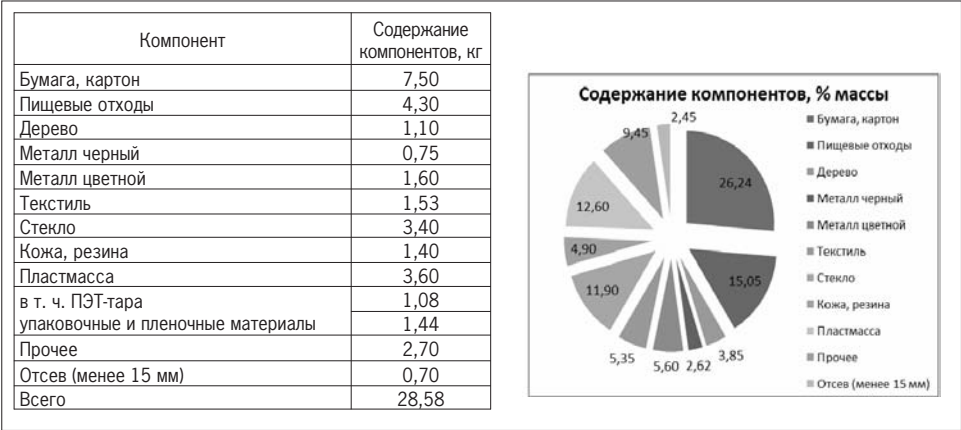 Компонент Содержание компонентов, кг
Бумага, картон 7,50
Пищевые отходы 4,30
Дерево 1,10
Металл черный 0,75
Металл цветной 1,60
Текстиль 1,53
Стекло 3,40
Кожа, резина 1,40
Пластмасса 3,60
в т. ч. ПЭТ-тара 1,08
упаковочные и пленочные материалы 1,44
Прочее 2,70
Отсев (менее 15 мм) 0,70
Всего 28,58
Содержание компонентов, % массы
2,45
9,45
26,24
12,60
4,90
15,05
11,90
3,85
5,35
5,60
2,62
Бумага, картон
Пищевые отходы
Дерево
Металл черный
Металл цветной
Текстиль
Стекло
Кожа, резина
Пластмасса
Прочее
Отсев (менее 15 мм)